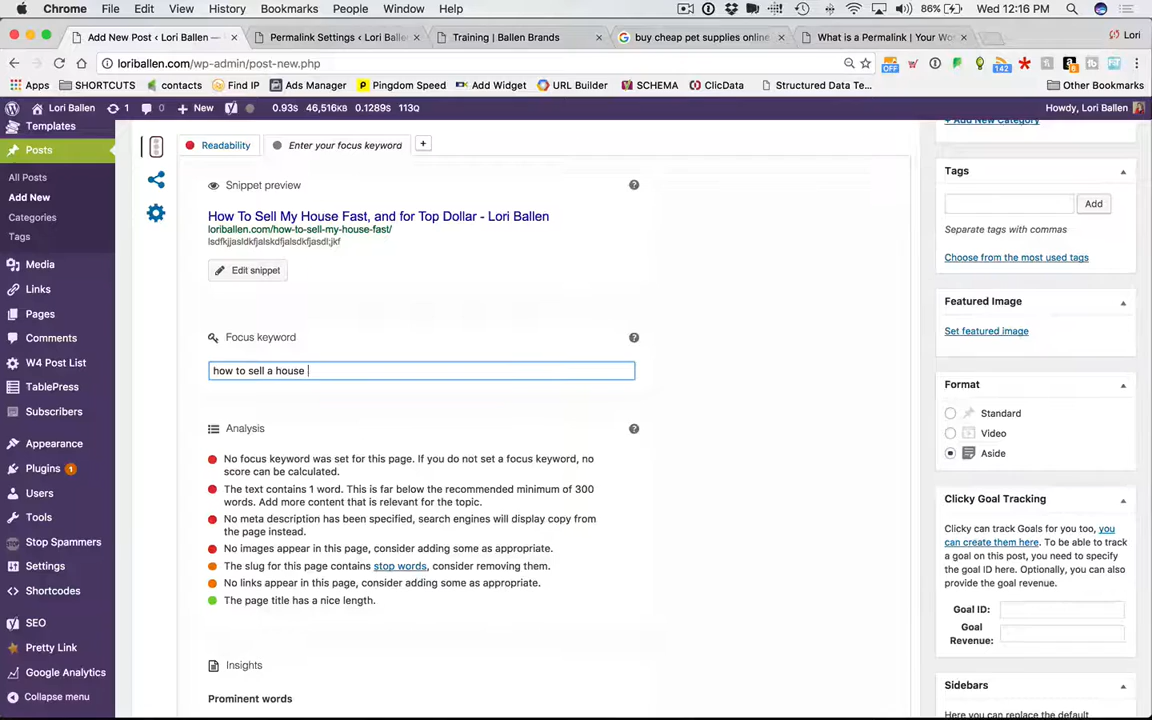 Chrome File Edit View History Bookmarks People Window Help 86% Wed 12:16 PM
Add New Post ‹ Lori Ballen — Permalink Settings ‹ Lori Balle Training | Ballen Brands buy cheap pet supplies online What is a Permalink | Your Wo Lori
loriballen.com/wp-admin/post-new.php OFF 142 6
Apps SHORTCUTS contacts Find IP Ads Manager Pingdom Speed Add Widget URL Builder SCHEMA ClicData Structured Data Te... Other Bookmarks
Lori Ballen 1 0 New 0.93s 46,516KB 0.1289s 113Q Howdy, Lori Ballen
Templates
Posts
All Posts
Add New
Categories
Tags
Media
Links
Pages
Comments
W4 Post List
TablePress
Subscribers
Appearance
Plugins 1
Users
Tools
Stop Spammers
Settings
Shortcodes
SEO
Pretty Link
Google Analytics
Collapse menu
Readability Enter your focus keyword +
Snippet preview
How To Sell My House Fast, and for Top Dollar - Lori Ballen
loriballen.com/how-to-sell-my-house-fast/
lsdfkjjasldkfjalskdfjalsdkfjasdl;jkf
Edit snippet
Focus keyword
how to sell a house
Analysis
No focus keyword was set for this page. If you do not set a focus keyword, no
score can be calculated.
The text contains 1 word. This is far below the recommended minimum of 300
words. Add more content that is relevant for the topic.
No meta description has been specified, search engines will display copy from
the page instead.
No images appear in this page, consider adding some as appropriate.
The slug for this page contains stop words, consider removing them.
No links appear in this page, consider adding some as appropriate.
The page title has a nice length.
Insights
Prominent words
+ Add New Category
Tags
Add
Separate tags with commas
Choose from the most used tags
Featured Image
Set featured image
Format
Standard
Video
Aside
Clicky Goal Tracking
Clicky can track Goals for you too, you
can create them here. To be able to track
a goal on this post, you need to specify
the goal ID here. Optionally, you can also
provide the goal revenue.
Goal ID:
Goal
Revenue:
Sidebars
Here you can replace the default